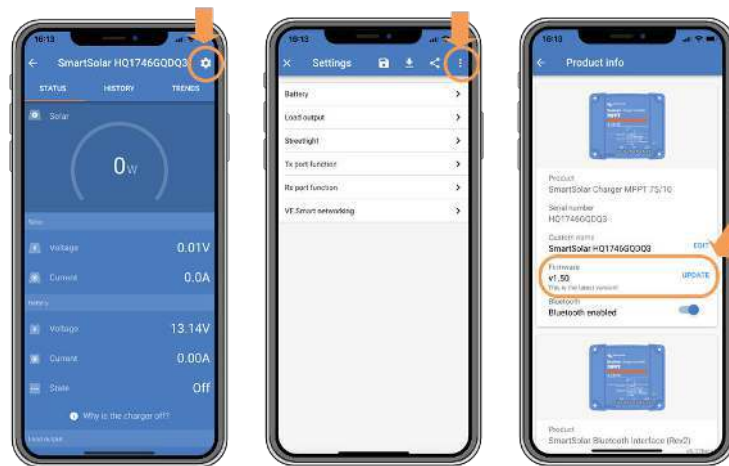 16:13
SmartSolar HQ1746GQDQ3
STATUS HISTORY TRENDS
Solar
0w
Solar
Voltage 0.01V
Current 0.0A
Battery
Voltage 13.14V
Current 0.00A
State Off
Why is the charger off?
Load output
16:13
Settings
Battery
Load output
Streetlight
Tx port function
Rx port function
VE.Smart networking
16:13
Product info
Product
SmartSolar Charger MPPT 75/10
Serial number
HQ1746GQDQ3
Custom name
SmartSolar HQ1746GQDQ3 EDIT
Firmware
v1.50 UPDATE
This is the latest version
Bluetooth
Bluetooth enabled
Product
SmartSolar Bluetooth Interface (Rev2)